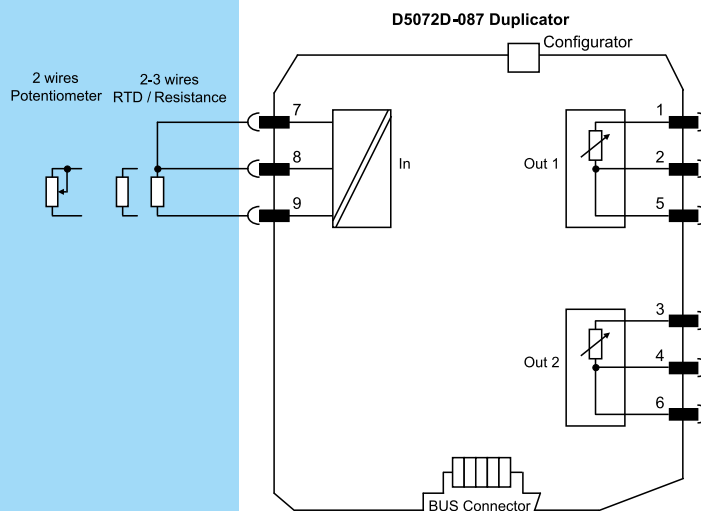 D5072D-087 Duplicator
Configurator
2 wires
Potentiometer
2-3 wires
RTD / Resistance
7
8
9
In
Out 1
1
2
5
Out 2
3
4
6
BUS Connector